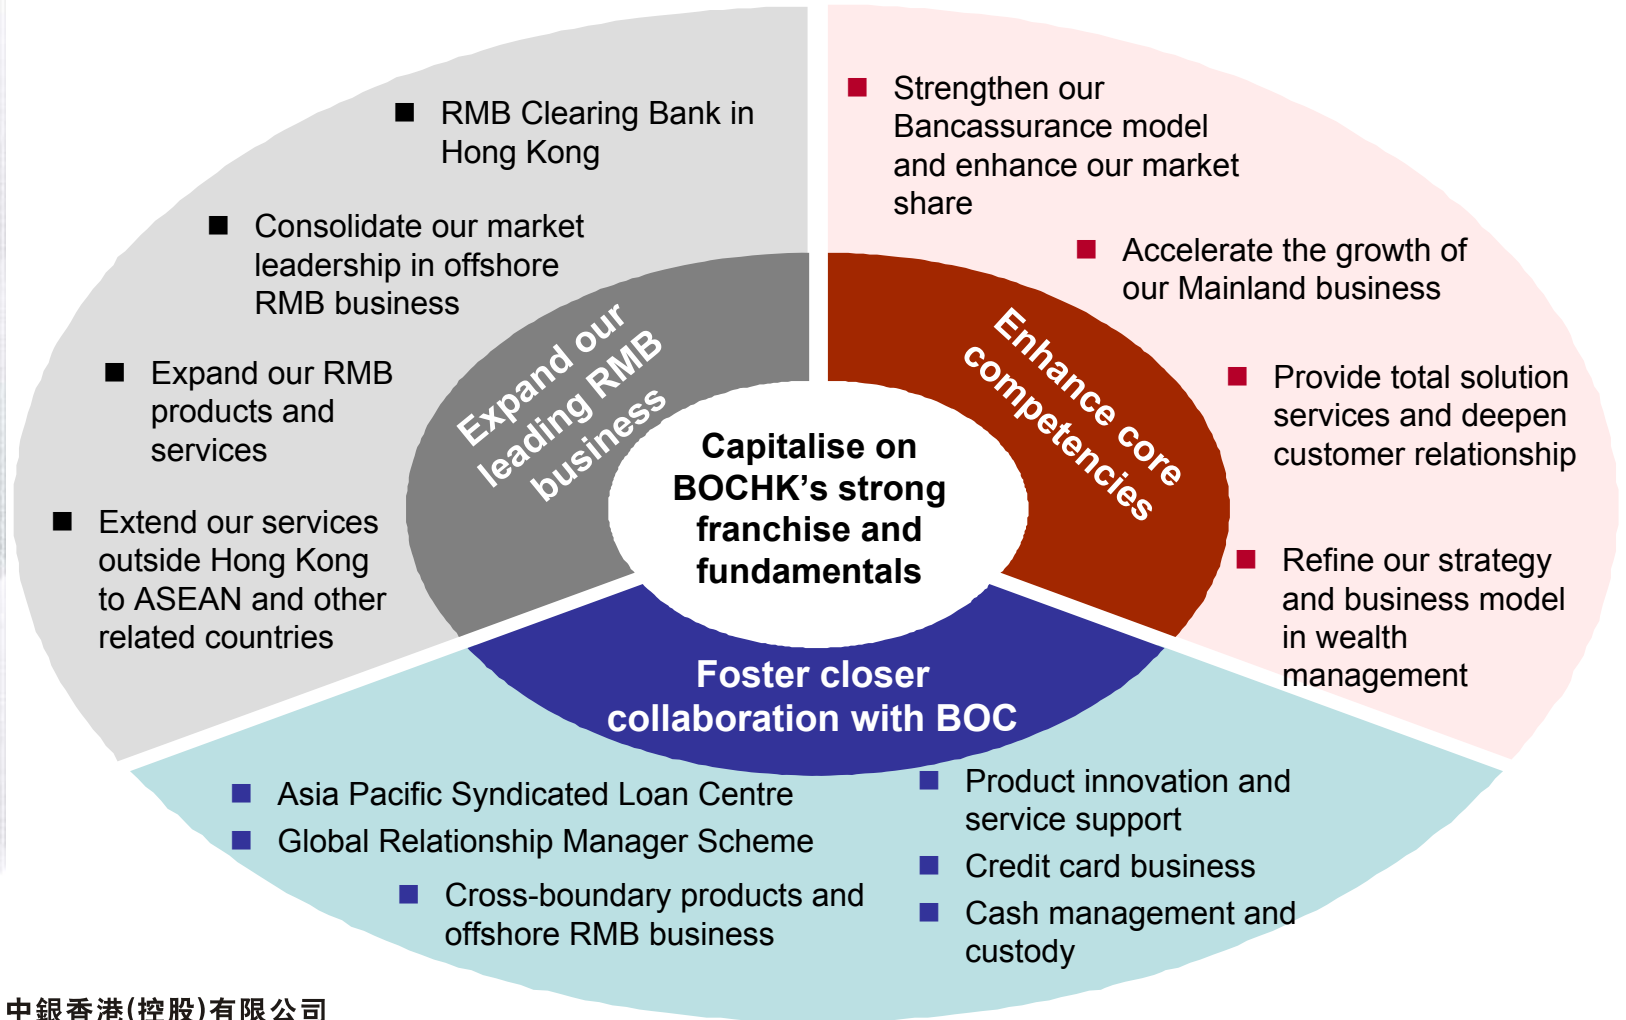 RMB Clearing Bank in
Hong Kong
Consolidate our market
leadership in offshore
RMB business
Expand our RMB
products and
services
Extend our services
outside Hong Kong
to ASEAN and other
related countries
Expand our
leading RMB
business
Strengthen our
Bancassurance model
and enhance our market
share
Accelerate the growth of
our Mainland business
Provide total solution
services and deepen
customer relationship
Refine our strategy
and business model
in wealth
management
Enhance core
competencies
Capitalise on
BOCHK’s strong
franchise and
fundamentals
Foster closer
collaboration with BOC
Asia Pacific Syndicated Loan Centre
Global Relationship Manager Scheme
Cross-boundary products and
offshore RMB business
Product innovation and
service support
Credit card business
Cash management and
custody
中銀香港(控股)有限公司